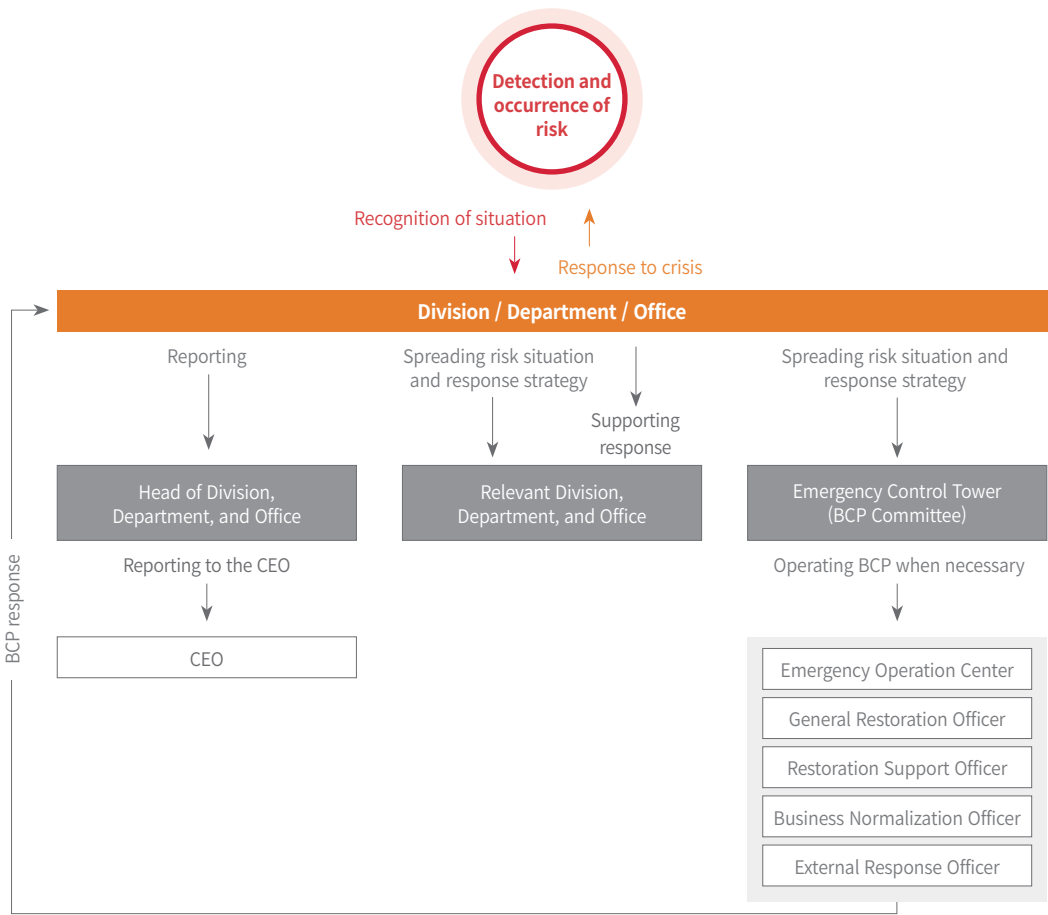 Detection and
occurrence of
risk
Recognition of situation
Response to crisis
Division / Department / Office
Reporting
Spreading risk situation
and response strategy
Supporting
response
Spreading risk situation and
response strategy
Head of Division,
Department, and Office
Relevant Division,
Department, and Office
Emergency Control Tower
(BCP Committee)
Reporting to the CEO
Operating BCP when necessary
BCP response
CEO
Emergency Operation Center
General Restoration Officer
Restoration Support Officer
Business Normalization Officer
External Response Officer